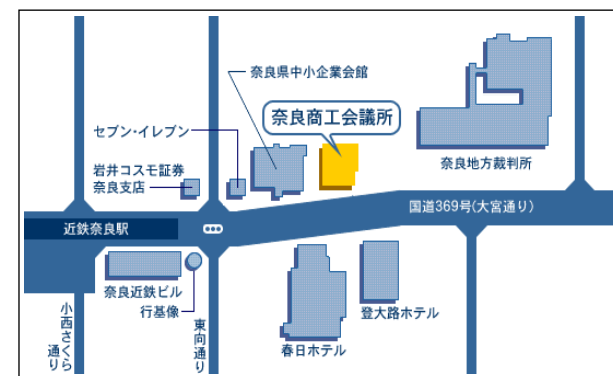 奈良県中小企業会館
奈良商工会議所
セブン・イレブン
岩井コスモ証券
奈良支店
奈良地方裁判所
国道369号(大宮通り)
近鉄奈良駅
奈良近鉄ビル
行基像
登大路ホテル
春日ホテル
小西さくら
通り
東向通り